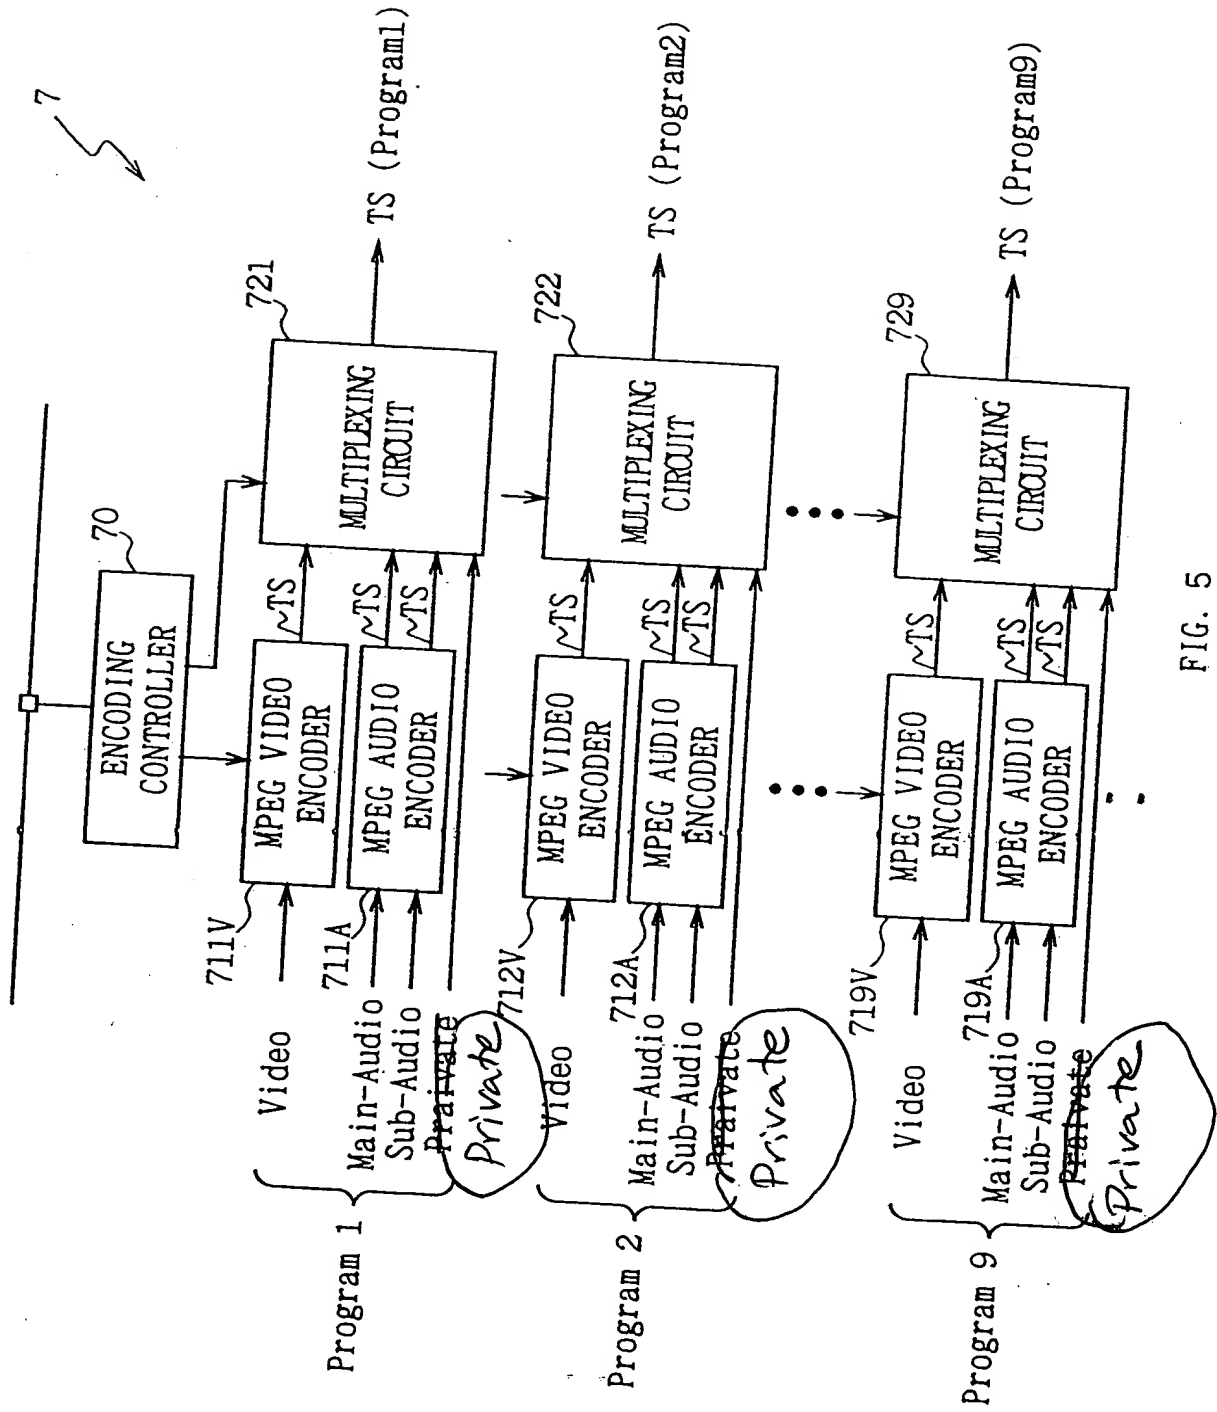 7
ENCODING
CONTROLLER
70
Program 1
Video
Main-Audio
Sub-Audio
Praivate
Private
711V
MPEG VIDEO
ENCODER
711A
MPEG AUDIO
ENCODER
TS
TS
TS
MULTIPLEXING
CIRCUIT
721
TS (Program1)
Program 2
Video
Main-Audio
Sub-Audio
Praivate
Private
712V
MPEG VIDEO
ENCODER
712A
MPEG AUDIO
ENCODER
TS
TS
TS
MULTIPLEXING
CIRCUIT
722
TS (Program2)
Program 9
Video
Main-Audio
Sub-Audio
Praivate
Private
719V
MPEG VIDEO
ENCODER
719A
MPEG AUDIO
ENCODER
TS
TS
TS
MULTIPLEXING
CIRCUIT
729
TS (Program9)
FIG. 5